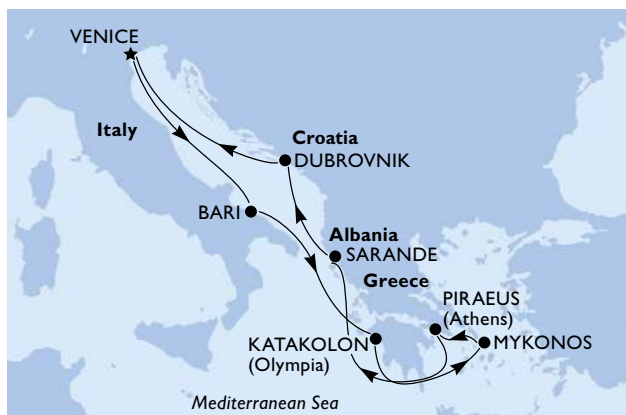 VENICE
Italy
Croatia
DUBROVNIK
BARI
Albania
SARANDE
Greece
PIRAEUS
(Athens)
KATAKOLON
(Olympia)
MYKONOS
Mediterranean Sea